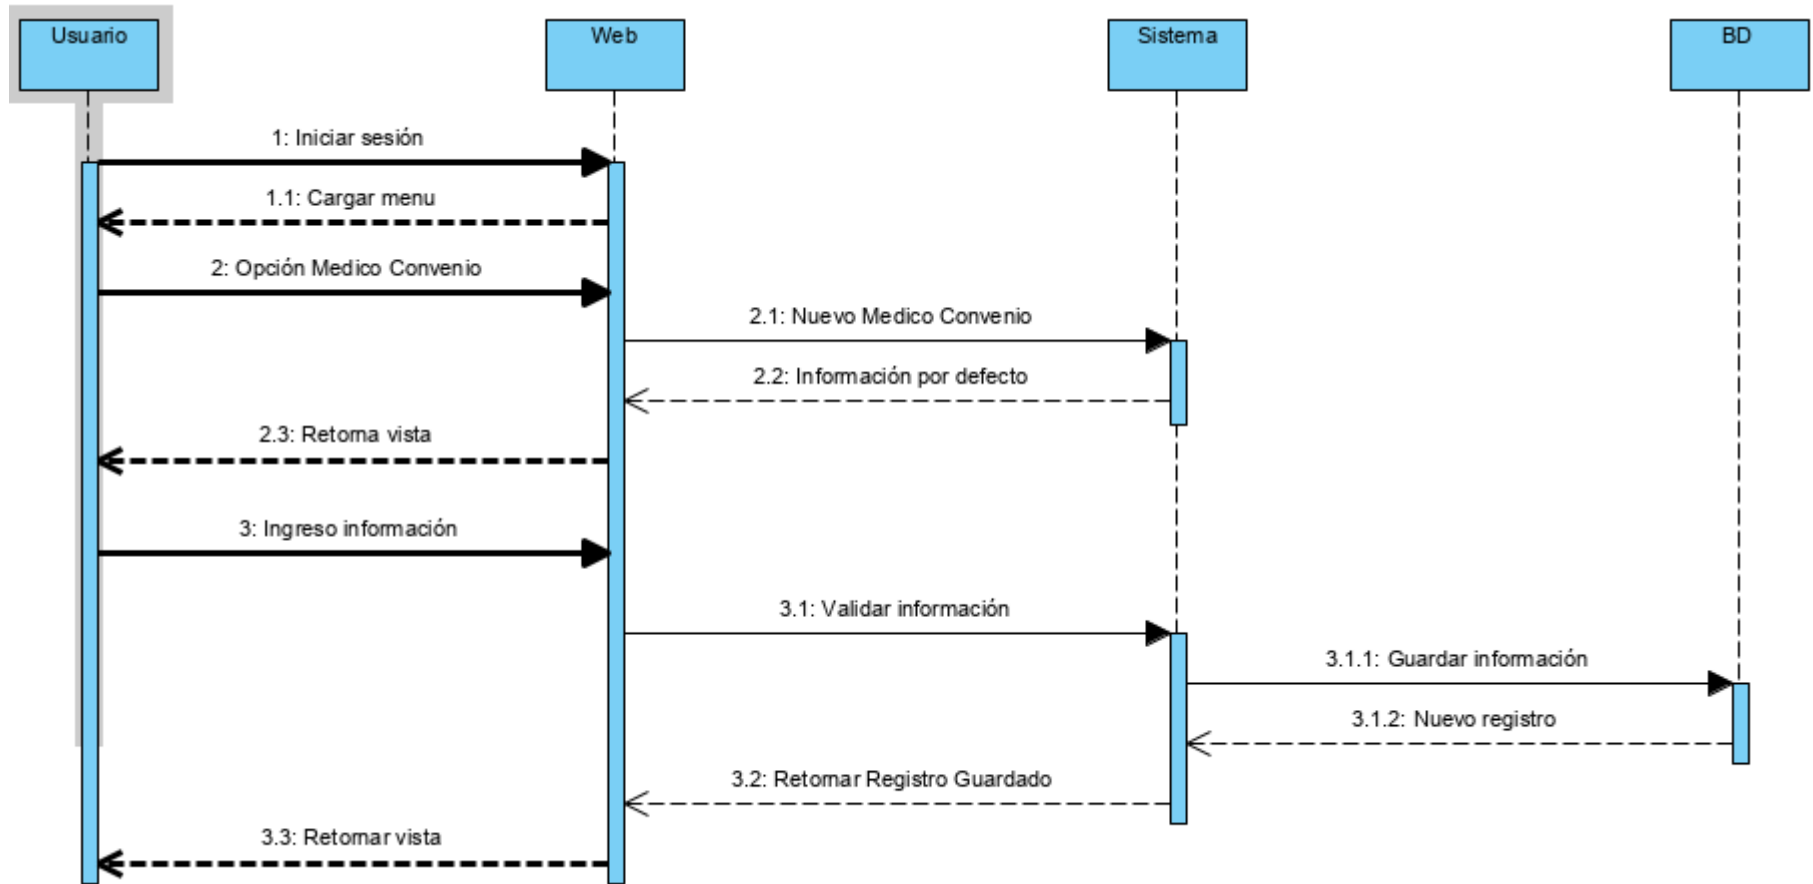 Usuario
Web
Sistema
BD
1: Iniciar sesión
1.1: Cargar menu
2: Opción Medico Convenio
2.1: Nuevo Medico Convenio
2.2: Información por defecto
2.3: Retorna vista
3: Ingreso información
3.1: Validar información
3.1.1: Guardar información
3.1.2: Nuevo registro
3.2: Retornar Registro Guardado
3.3: Retornar vista